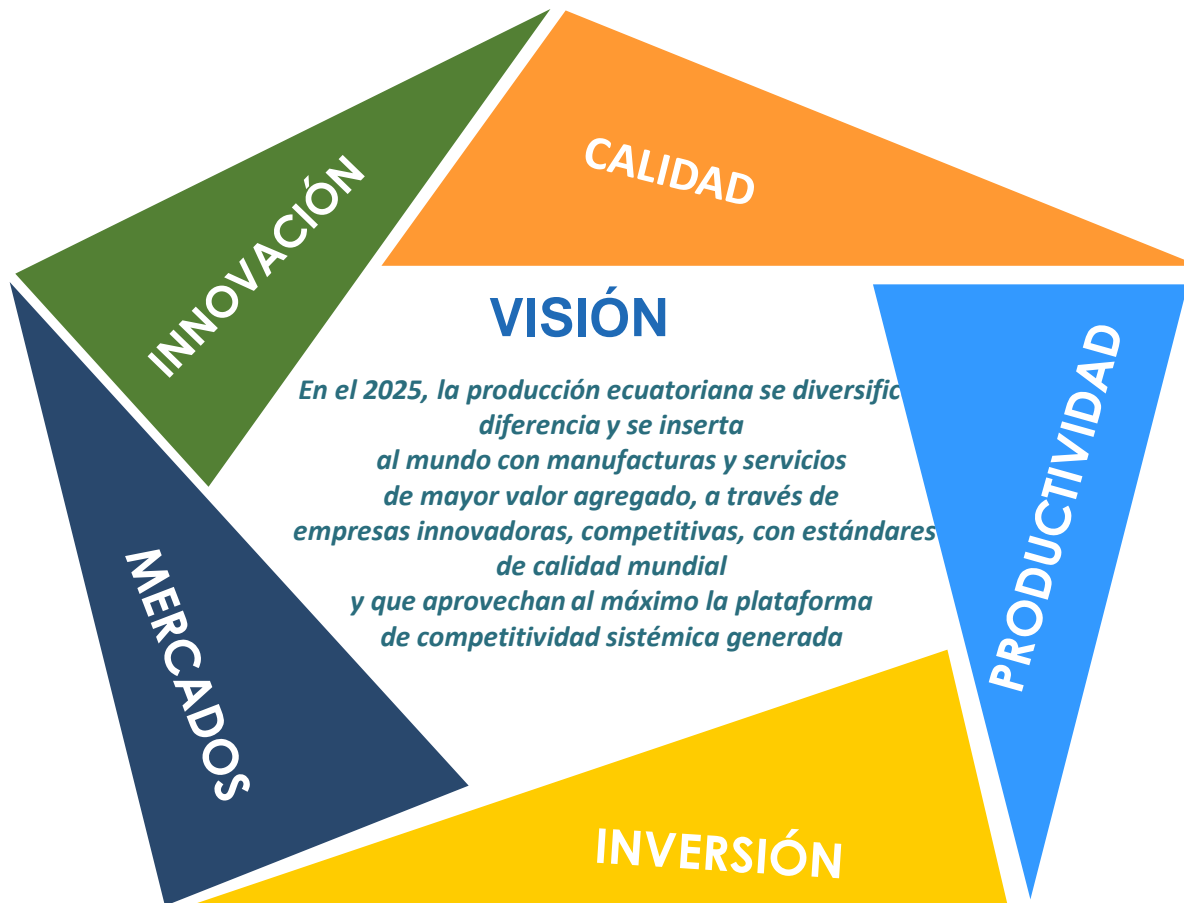 CALIDAD
INNOVACIÓN
VISIÓN
PRODUCTIVIDAD
En el 2025, la producción ecuatoriana se
diferencia y se inserta
al mundo con manufacturas y servicios
de mayor valor agregado, a través de
empresas innovadoras, competitivas, con estándares
de calidad mundial
y que aprovechan al máximo la plataforma
de competitividad sistémica generada
MERCADOS
INVERSIÓN